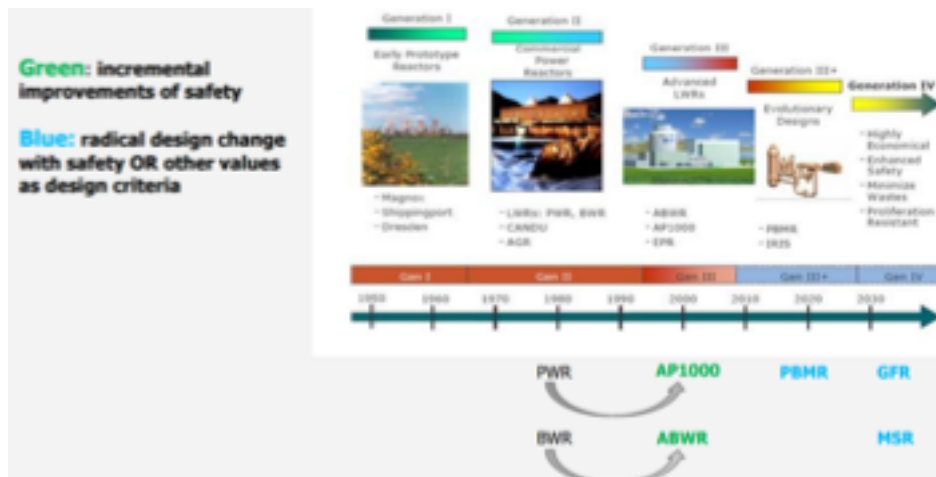 Green: incremental
improvements of safety
Blue: radical design change
with safety OR other values
as design criteria
Generation I
Early Prototype
Reactors
- Magnox
- Shippingport
- Dresden
Generation II
Commercial
Power
Reactors
- LWRs: PWR, BWR
- CANDU
- AGR
Generation III
Advanced
LWRs
- ABWR
- AP1000
- EPR
Generation III+
Evolutionary
Designs
- PBMR
- IRIS
Generation IV
- Highly
Economical
- Enhanced
Safety
- Minimize
Wastes
- Proliferation
Resistant
Gen I Gen II Gen III Gen III+ Gen IV
1950 1960 1970 1980 1990 2000 2010 2020 2030
PWR AP1000 PBMR GFR
BWR ABWR MSR